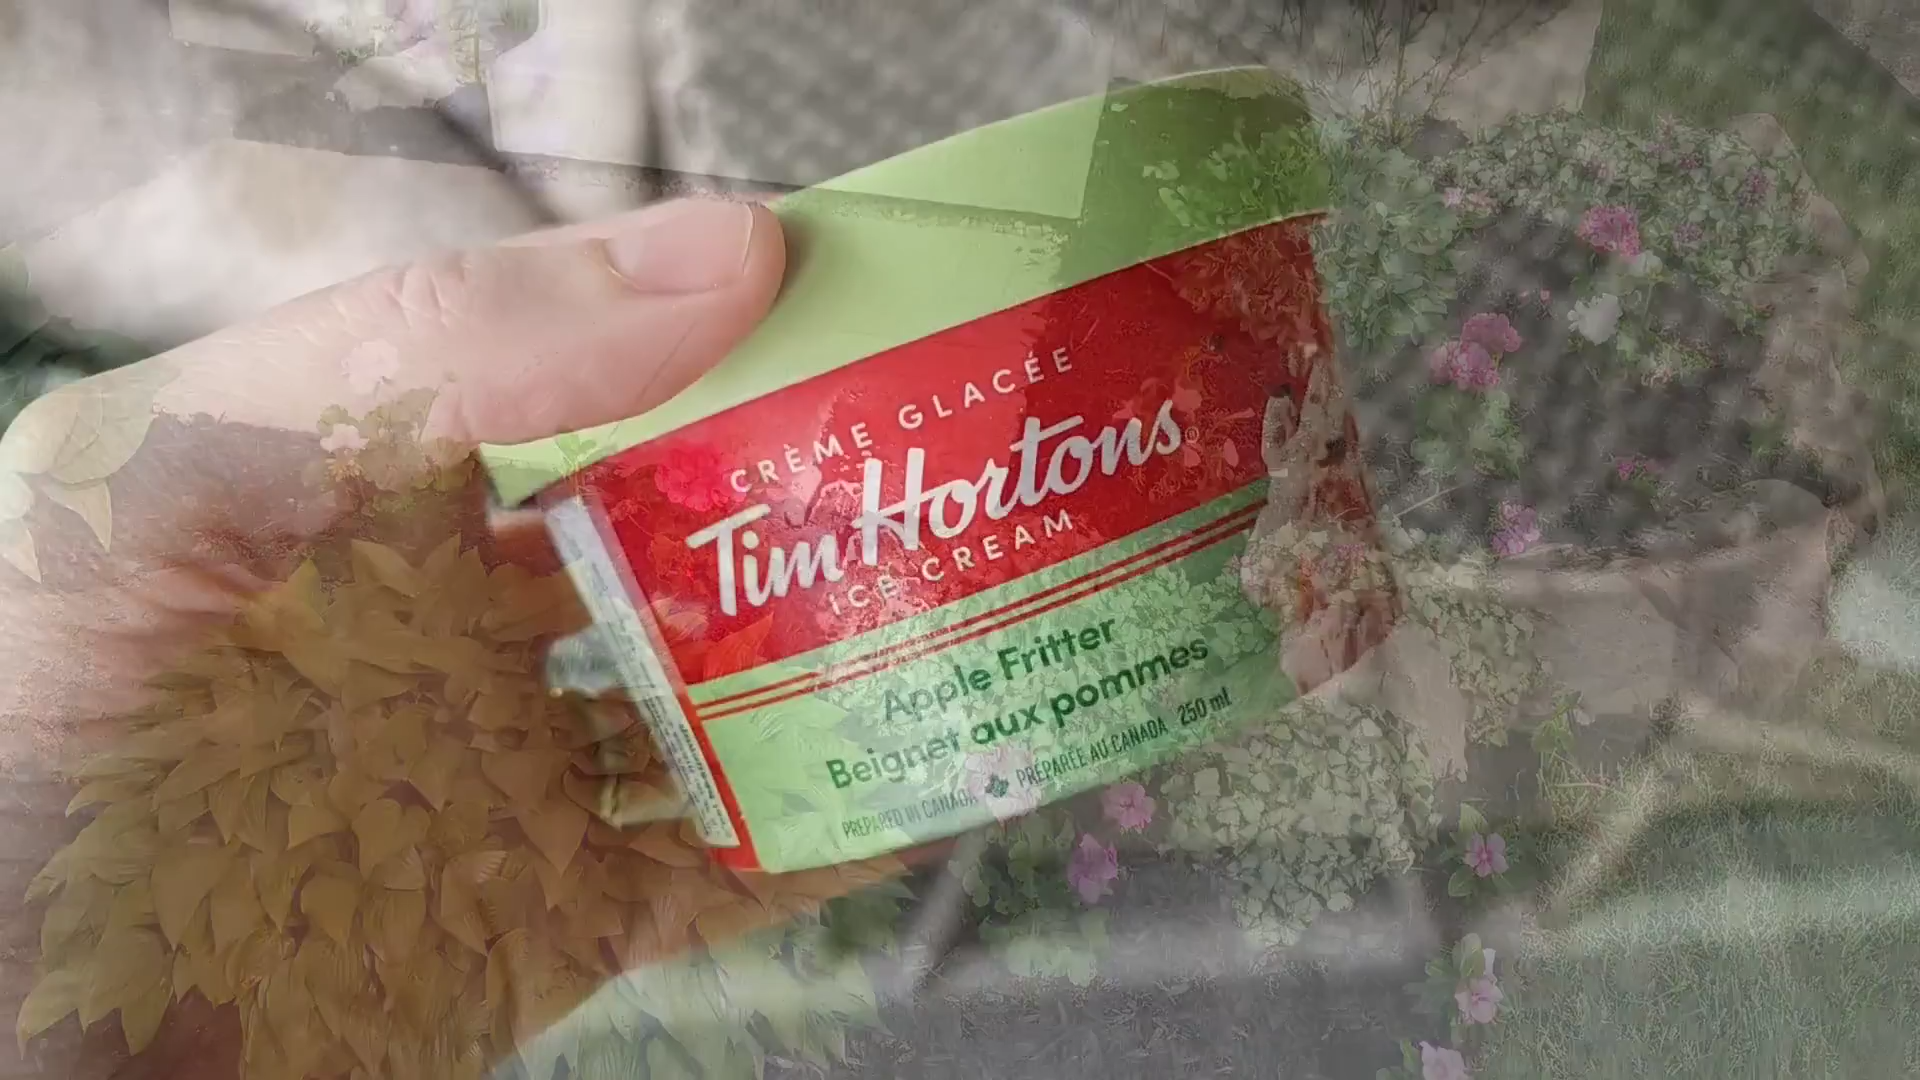 CRÈME GLACÉE
Tim Hortons®
ICE CREAM
Apple Fritter
Beignet aux pommes
PREPARED IN CANADA PRÉPARÉE AU CANADA 250 mL